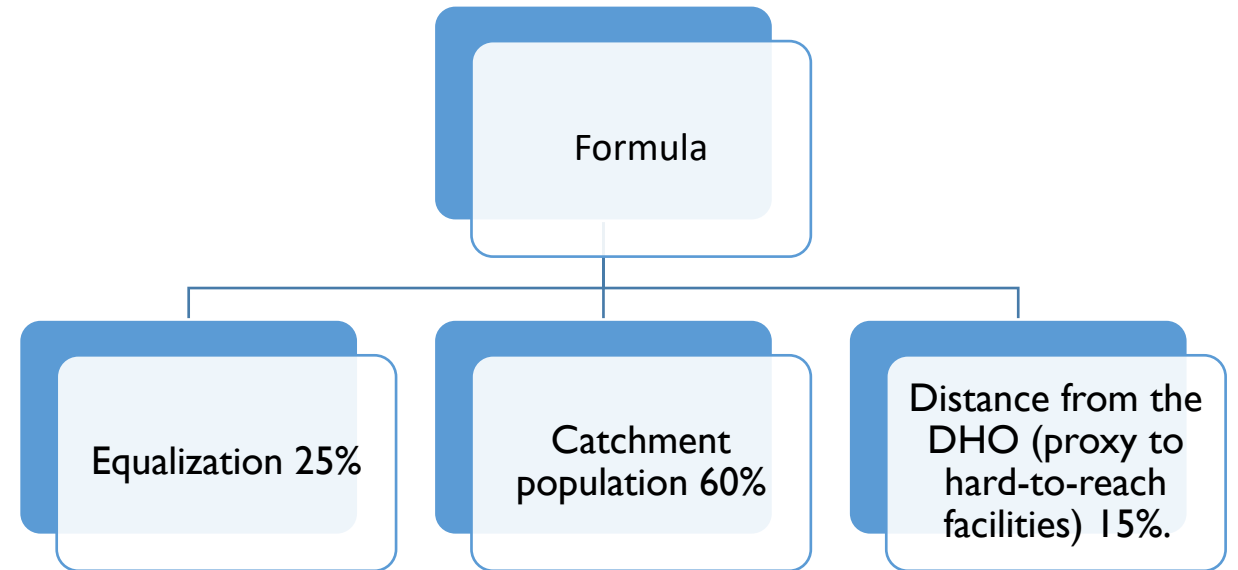 Formula
Equalization 25%
Catchment
population 60%
Distance from the
DHO (proxy to
hard-to-reach
facilities) 15%.